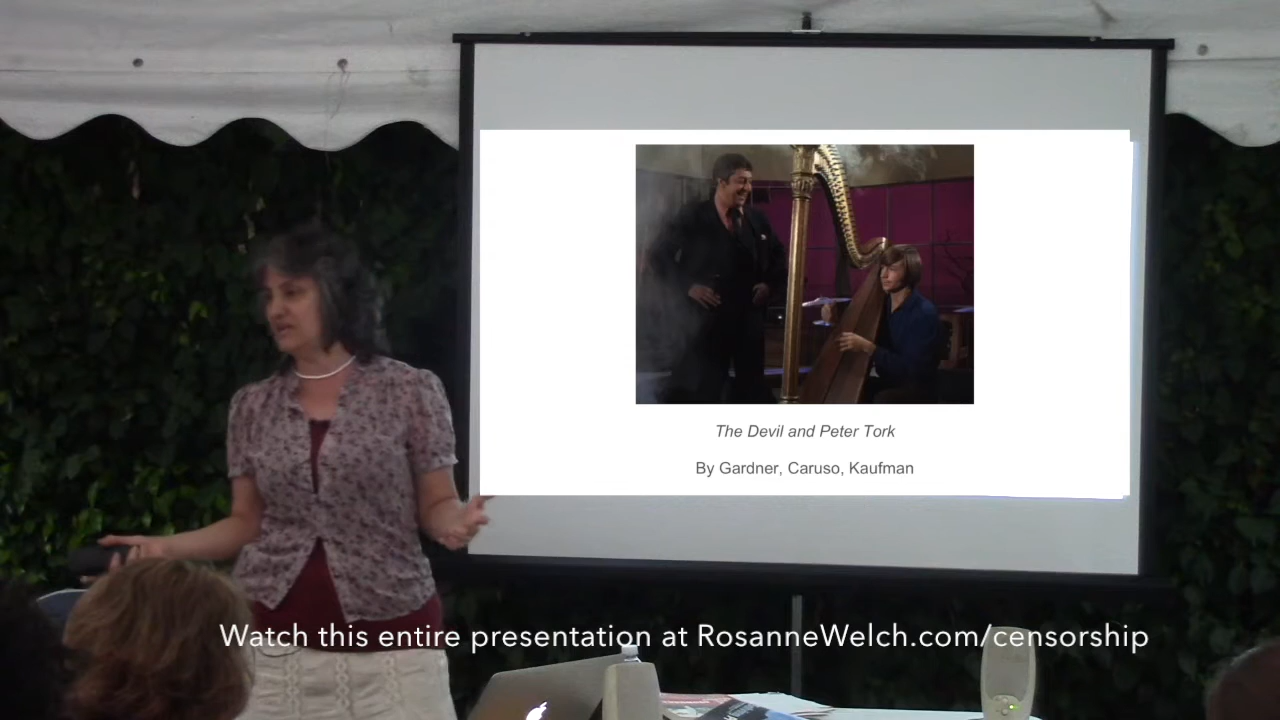 The Devil and Peter Tork
By Gardner, Caruso, Kaufman
Watch this entire presentation at RosanneWelch.com/censorship